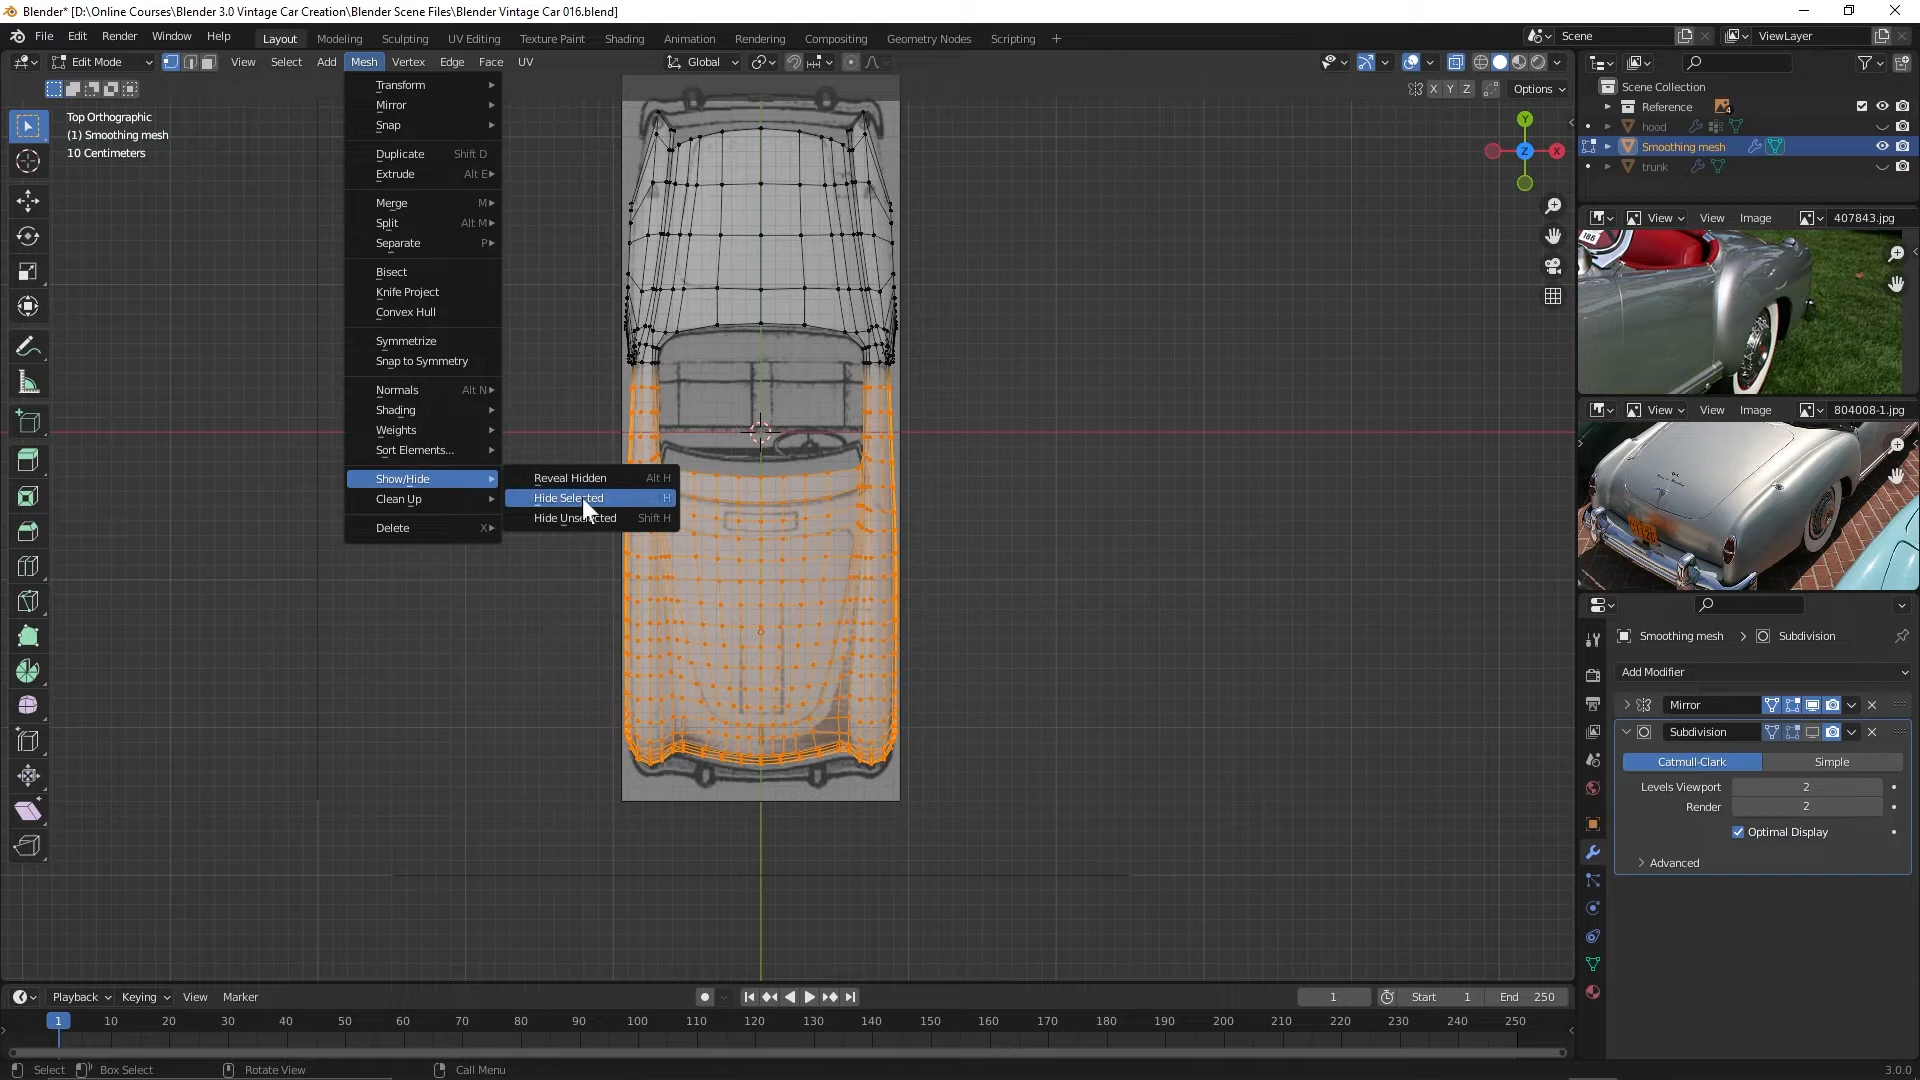 Blender* [D:\Online Courses\Blender 3.0 Vintage Car Creation\Blender Scene Files\Blender Vintage Car 016.blend]
File Edit Render Window Help Layout Modeling Sculpting UV Editing Texture Paint Shading Animation Rendering Compositing Geometry Nodes Scripting + Scene ViewLayer
Edit Mode View Select Add Mesh Vertex Edge Face UV Global
X Y Z Options
Top Orthographic
(1) Smoothing mesh
10 Centimeters
Transform
Mirror
Snap
Duplicate Shift D
Extrude Alt E
Merge M
Split Alt M
Separate P
Bisect
Knife Project
Convex Hull
Symmetrize
Snap to Symmetry
Normals Alt N
Shading
Weights
Sort Elements...
Show/Hide
Clean Up
Delete X
Reveal Hidden Alt H
Hide Selected H
Hide Unselected Shift H
Y
Z X
Scene Collection
Reference 4
hood
Smoothing mesh
trunk
View View Image 407843.jpg
186
View View Image 804008-1.jpg
Smoothing mesh > Subdivision
Add Modifier
Mirror
Subdivision
Catmull-Clark Simple
Levels Viewport 2
Render 2
Optimal Display
Advanced
Playback Keying View Marker 1 Start 1 End 250
1 10 20 30 40 50 60 70 80 90 100 110 120 130 140 150 160 170 180 190 200 210 220 230 240 250
Select Box Select Rotate View Call Menu 3.0.0